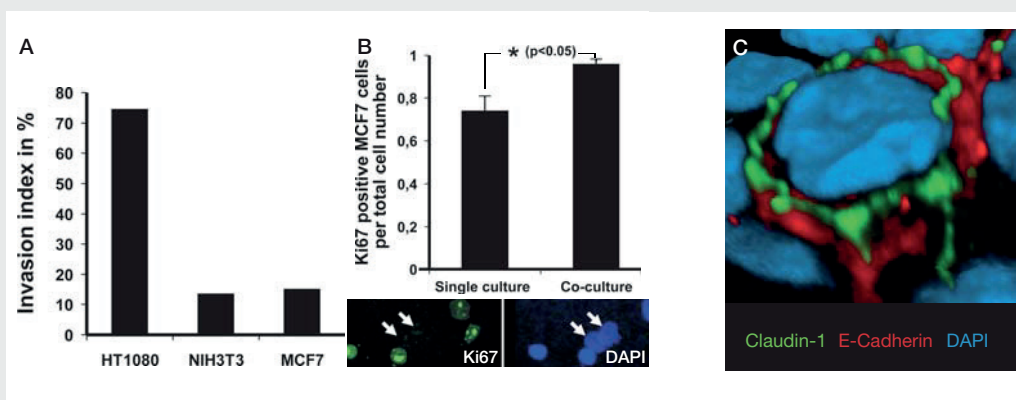 A
Invasion index in %
80
70
60
50
40
30
20
10
0
HT1080 NIH3T3 MCF7
B
Ki67 positive MCF7 cells
per total cell number
* (p<0.05)
1
0,8
0,6
0,4
0,2
0
Single culture Co-culture
Ki67 DAPI
C
Claudin-1 E-Cadherin DAPI